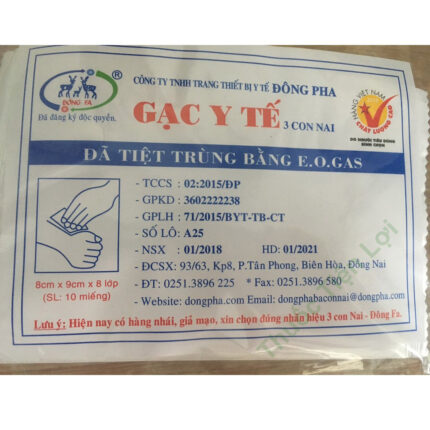 CÔNG TY TNHH TRANG THIẾT BỊ Y TẾ ĐÔNG PHA
ĐÔNG FA
®
Đã đăng ký độc quyền.
GẠC Y TẾ 3 CON NAI
HÀNG VIỆT NAM
CHẤT LƯỢNG CAO
DO NGƯỜI TIÊU DÙNG
BÌNH CHỌN
ĐÃ TIỆT TRÙNG BẰNG E.O.GAS
- TCCS : 02:2015/ĐP
- GPKD : 3602222238
- GPLH : 71/2015/BYT-TB-CT
- SỐ LÔ : A25
- NSX : 01/2018 HD: 01/2021
- ĐCSX: 93/63, Kp8, P.Tân Phong, Biên Hòa, Đồng Nai
- ĐT: 0251.3896 225 * Fax: 0251.3896 580
- Website: dongpha.com Email: dongphabaconnai@dongpha.com
8cm x 9cm x 8 lớp
(SL: 10 miếng)
Lưu ý: Hiện nay có hàng nhái, giả mạo, xin chọn đúng nhãn hiệu 3 con Nai - Đông Fa.